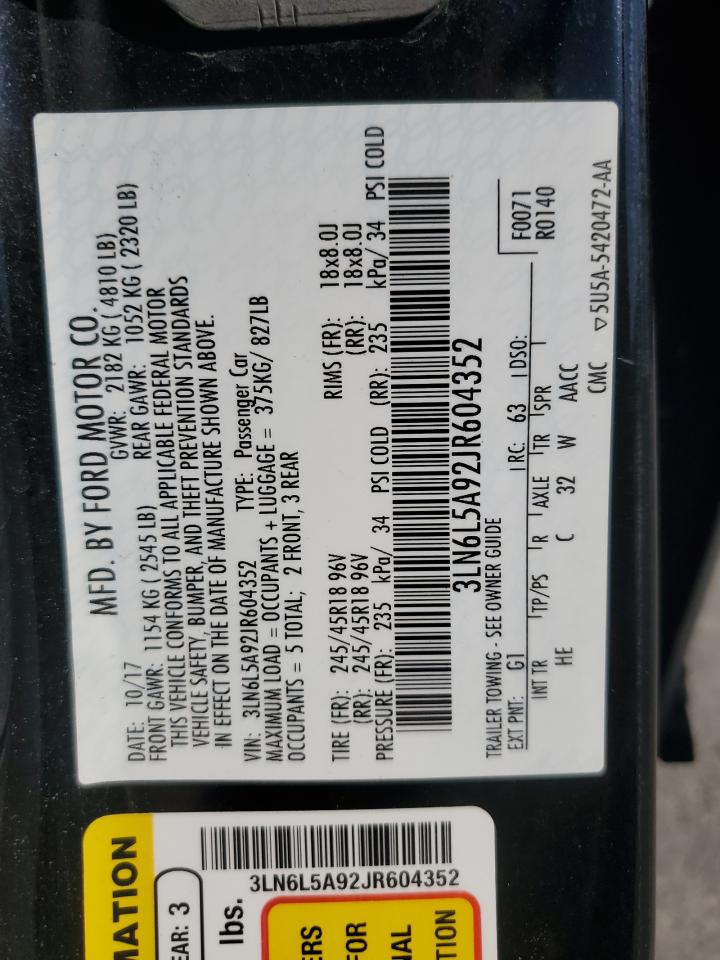 MFD. BY FORD MOTOR CO.
DATE: 10/17 GVWR: 2182 KG ( 4810 LB)
FRONT GAWR: 1154 KG ( 2545 LB) REAR GAWR: 1052 KG ( 2320 LB)
THIS VEHICLE CONFORMS TO ALL APPLICABLE FEDERAL MOTOR
VEHICLE SAFETY, BUMPER, AND THEFT PREVENTION STANDARDS
IN EFFECT ON THE DATE OF MANUFACTURE SHOWN ABOVE.
VIN: 3LN6L5A92JR604352 TYPE: Passenger Car
MAXIMUM LOAD = OCCUPANTS + LUGGAGE = 375KG/ 827LB
OCCUPANTS = 5 TOTAL; 2 FRONT, 3 REAR
TIRE (FR): 245/45R18 96V RIMS (FR): 18x8.0J
(RR): 245/45R18 96V (RR): 18x8.0J
PRESSURE (FR): 235 kPa/ 34 PSI COLD (RR): 235 kPa/ 34 PSI COLD
3LN6L5A92JR604352
TRAILER TOWING - SEE OWNER GUIDE
F0071
R0140
EXT PNT: G1 RC: 63 DSO:
INT TR TP/PS R AXLE TR SPR
HE C 32 W AACC
CMC ▽5U5A-5420472-AA
MATION
EAR: 3
lbs.
3LN6L5A92JR604352
ERS
FOR
NAL
TION